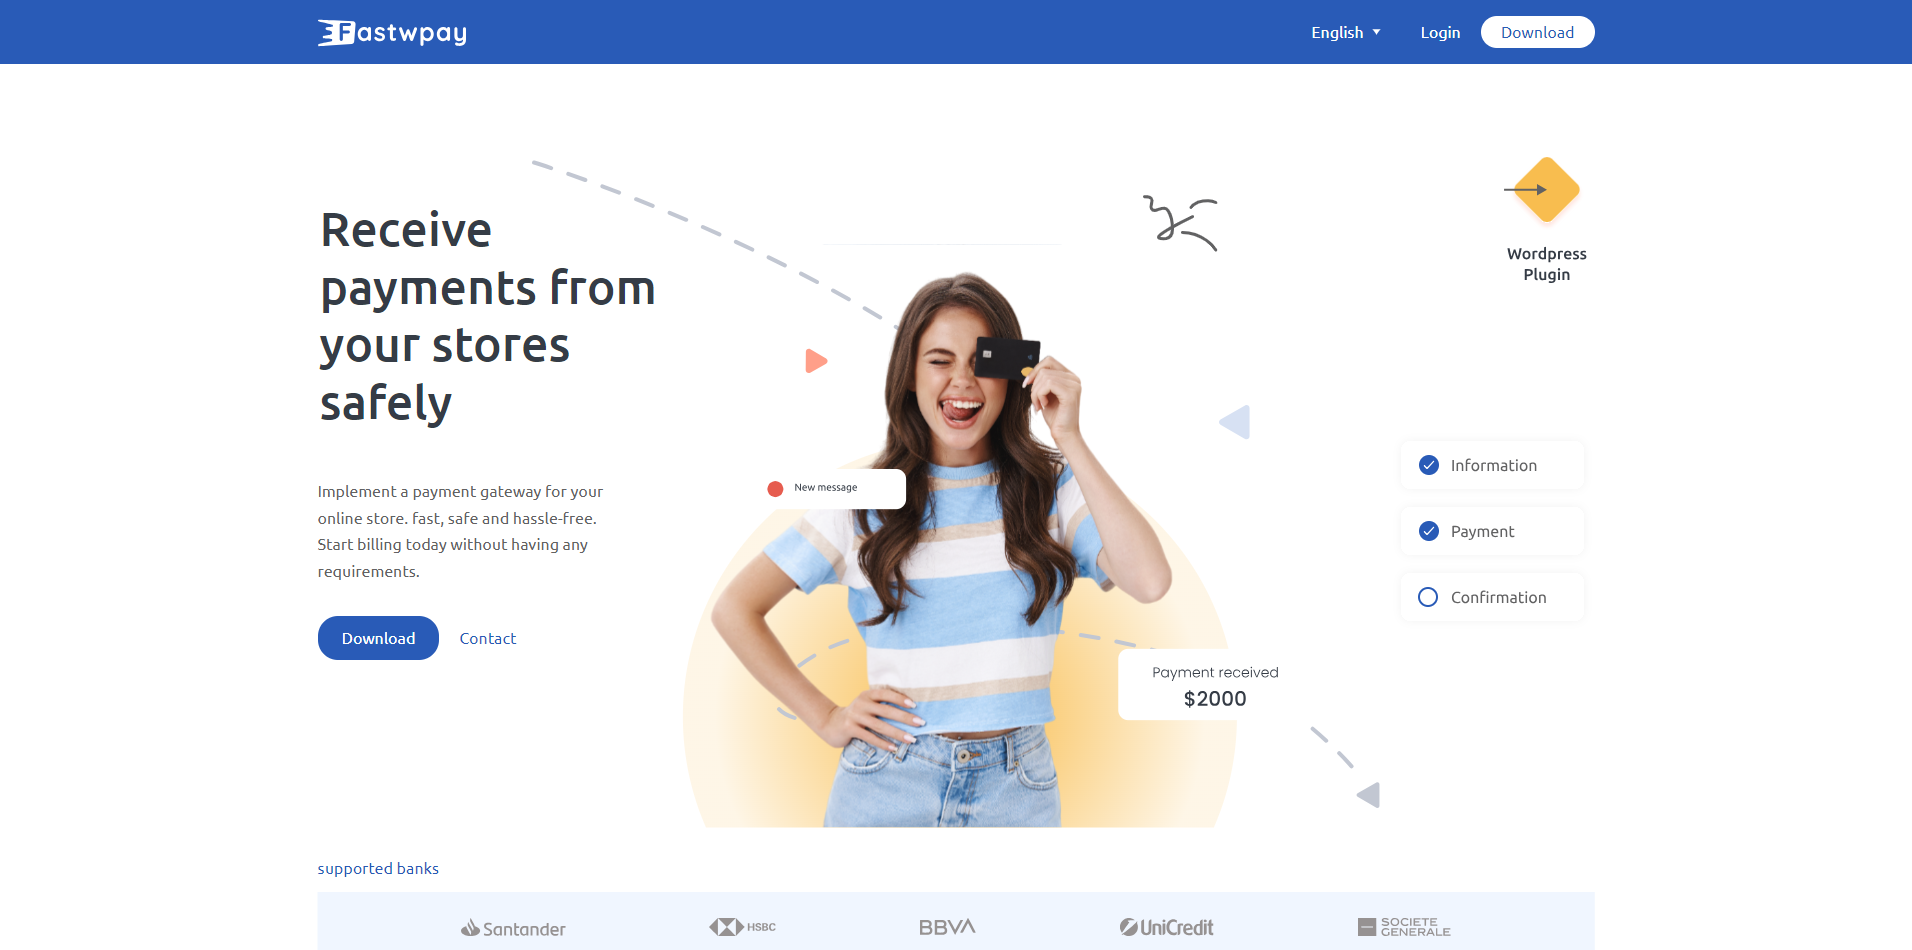 Fastwpay
English
Login
Download
Receive
payments from
your stores
safely
Implement a payment gateway for your
online store. fast, safe and hassle-free.
Start billing today without having any
requirements.
Download
Contact
New message
Payment received
$2000
Wordpress
Plugin
Information
Payment
Confirmation
supported banks
Santander
HSBC
BBVA
UniCredit
SOCIETE
GENERALE